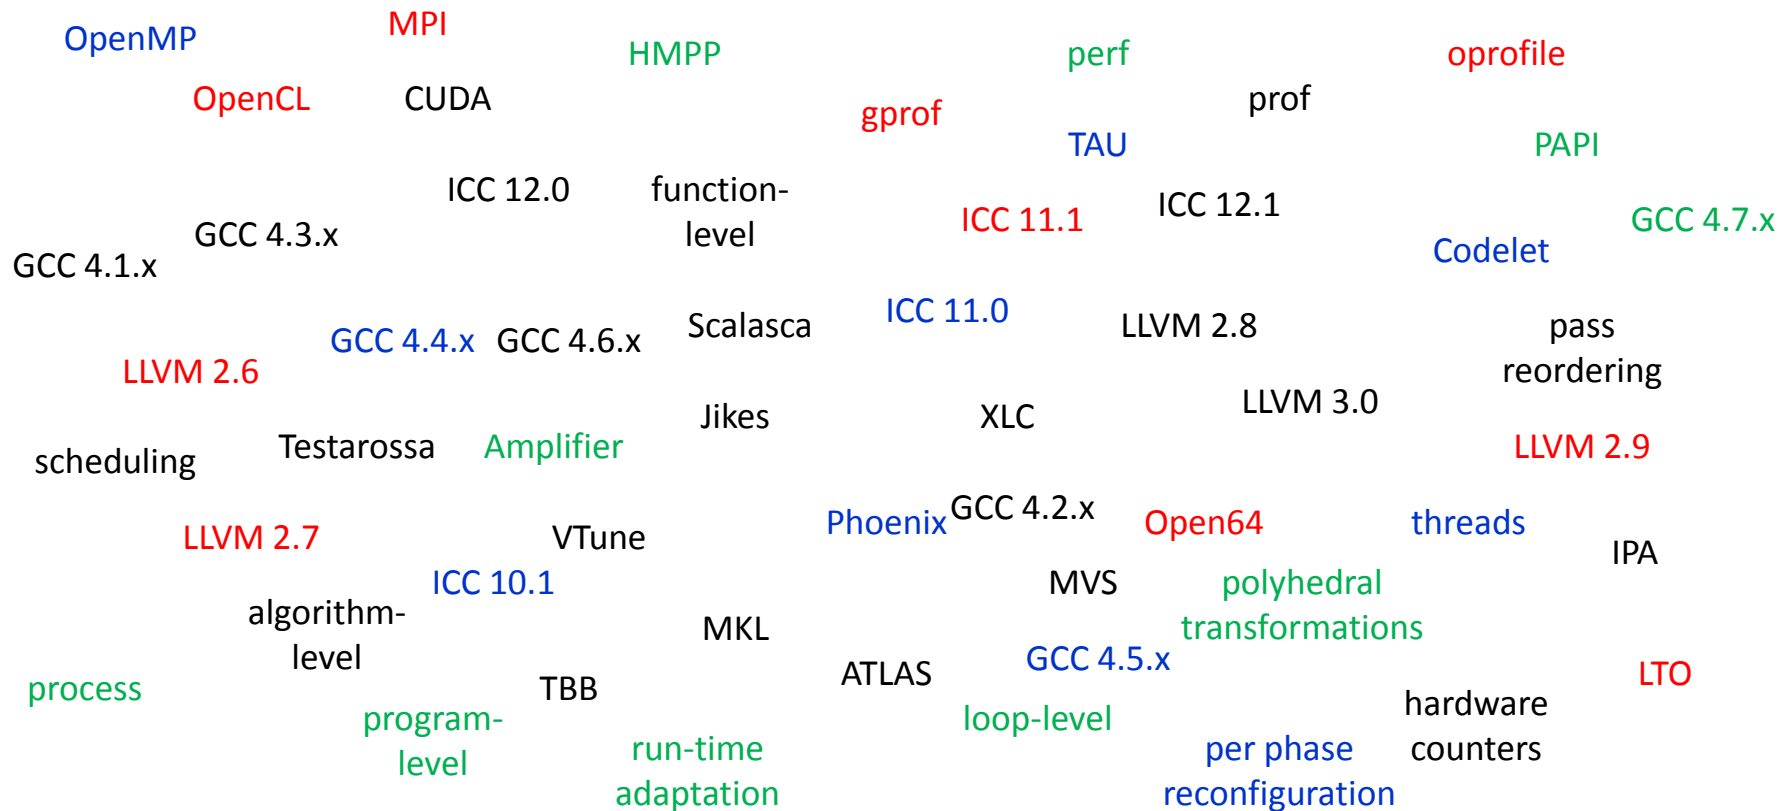 MPI
OpenMP
HMPP
perf
oprofile
OpenCL
CUDA
gprof
prof
TAU
PAPI
ICC 12.0
function-
level
ICC 11.1
ICC 12.1
GCC 4.7.x
GCC 4.3.x
GCC 4.1.x
Codelet
ICC 11.0
Scalasca
LLVM 2.8
pass
reordering
GCC 4.4.x
GCC 4.6.x
LLVM 2.6
Jikes
XLC
LLVM 3.0
scheduling
Testarossa
Amplifier
LLVM 2.9
Phoenix
GCC 4.2.x
Open64
threads
LLVM 2.7
VTune
IPA
ICC 10.1
MVS
polyhedral
transformations
algorithm-
level
MKL
GCC 4.5.x
ATLAS
LTO
process
TBB
program-
level
loop-level
hardware
counters
run-time
adaptation
per phase
reconfiguration